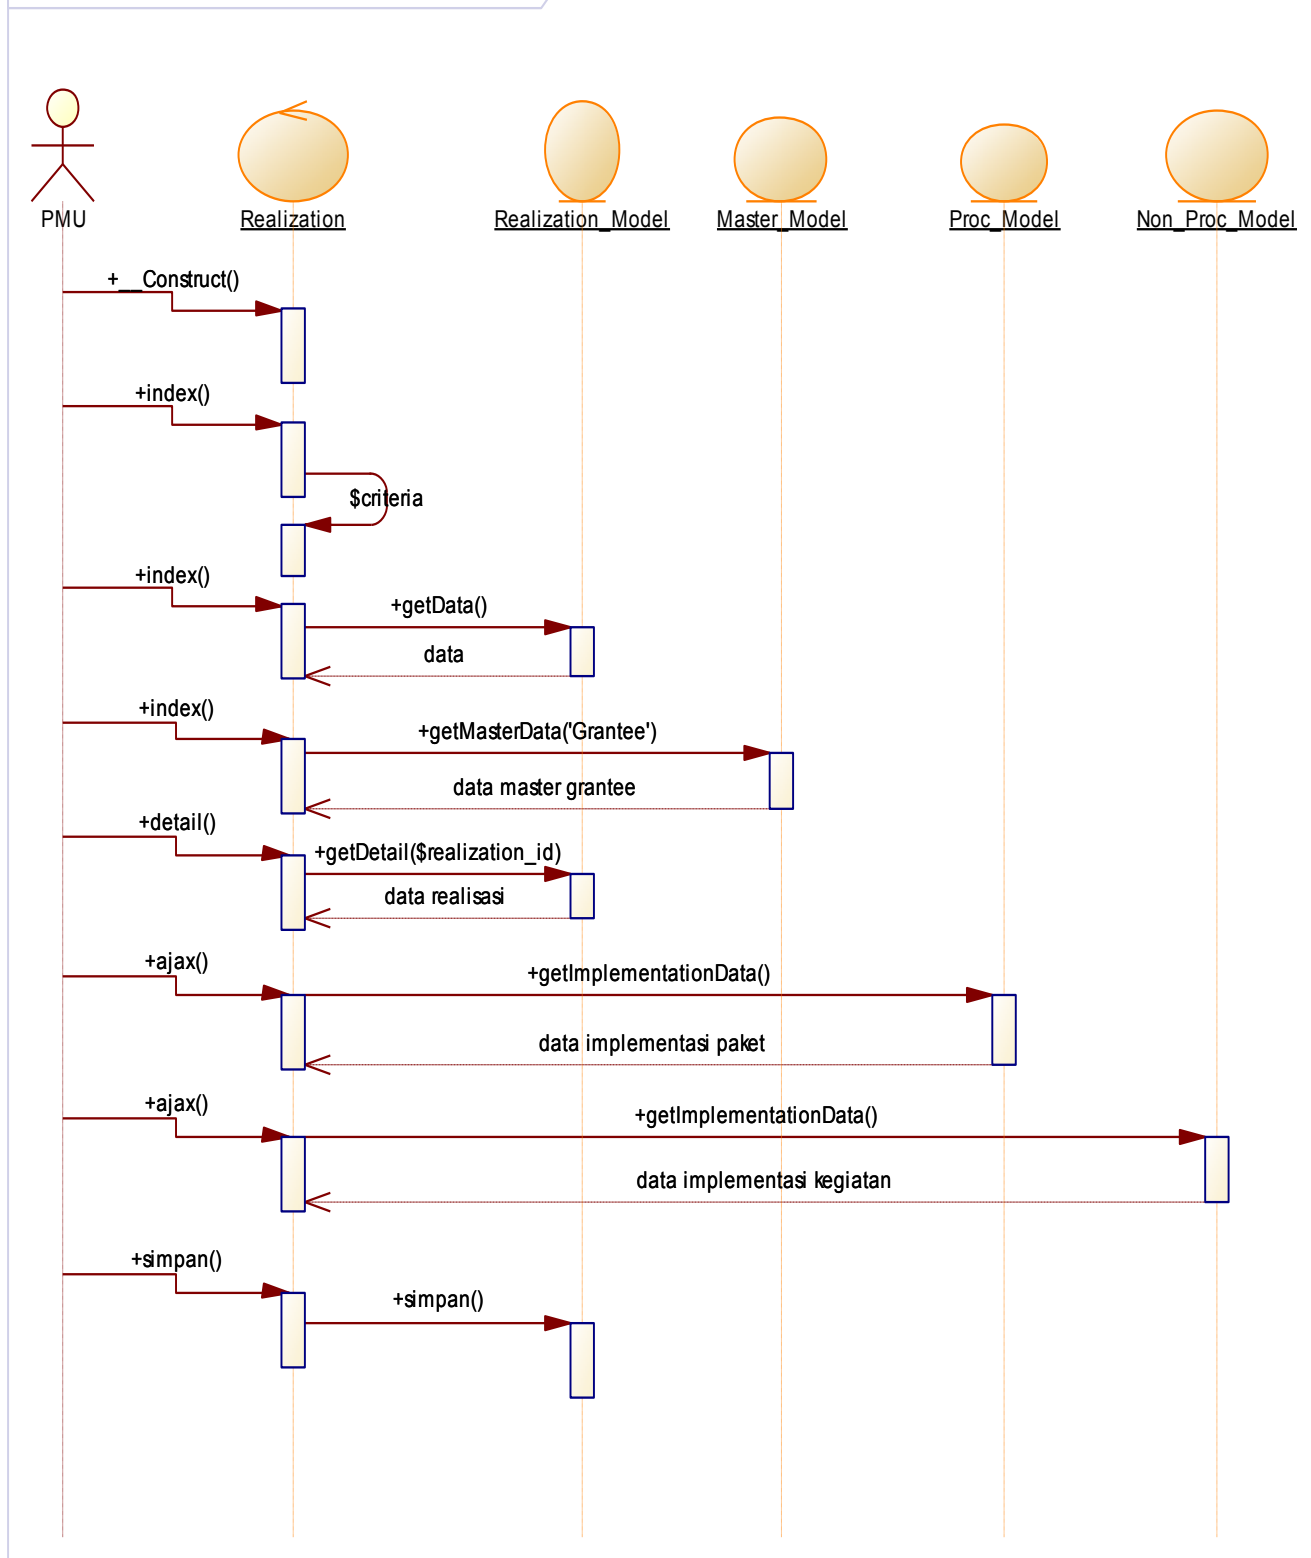 PMU
Realization
Realization_Model
Master_Model
Proc_Model
Non_Proc_Model
+__Construct()
+index()
$criteria
+index()
+getData()
data
+index()
+getMasterData('Grantee')
data master grantee
+detail()
+getDetail($realization_id)
data realisasi
+ajax()
+getImplementationData()
data implementasi paket
+ajax()
+getImplementationData()
data implementasi kegiatan
+simpan()
+simpan()